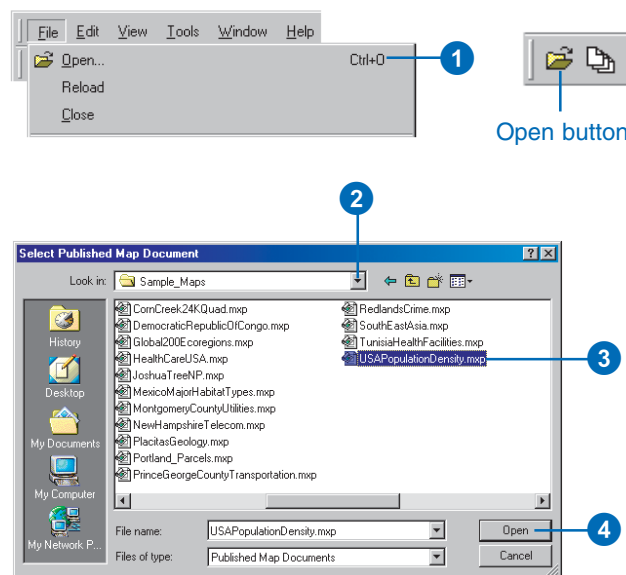 File Edit View Tools Window Help
Open... Ctrl+O
1
Reload
Close
Open button
2
Select Published Map Document
Look in: Sample_Maps
History
Desktop
My Documents
My Computer
My Network P...
CornCreek24KQuad.mxp
DemocraticRepublicOfCongo.mxp
Global200Ecoregions.mxp
HealthCareUSA.mxp
JoshuaTreeNP.mxp
MexicoMajorHabitatTypes.mxp
MontgomeryCountyUtilities.mxp
NewHampshireTelecom.mxp
PlacitasGeology.mxp
Portland_Parcels.mxp
PrinceGeorgeCountyTransportation.mxp
RedlandsCrime.mxp
SouthEastAsia.mxp
TunisiaHealthFacilities.mxp
USAPopulationDensity.mxp
3
File name: USAPopulationDensity.mxp Open
4
Files of type: Published Map Documents Cancel